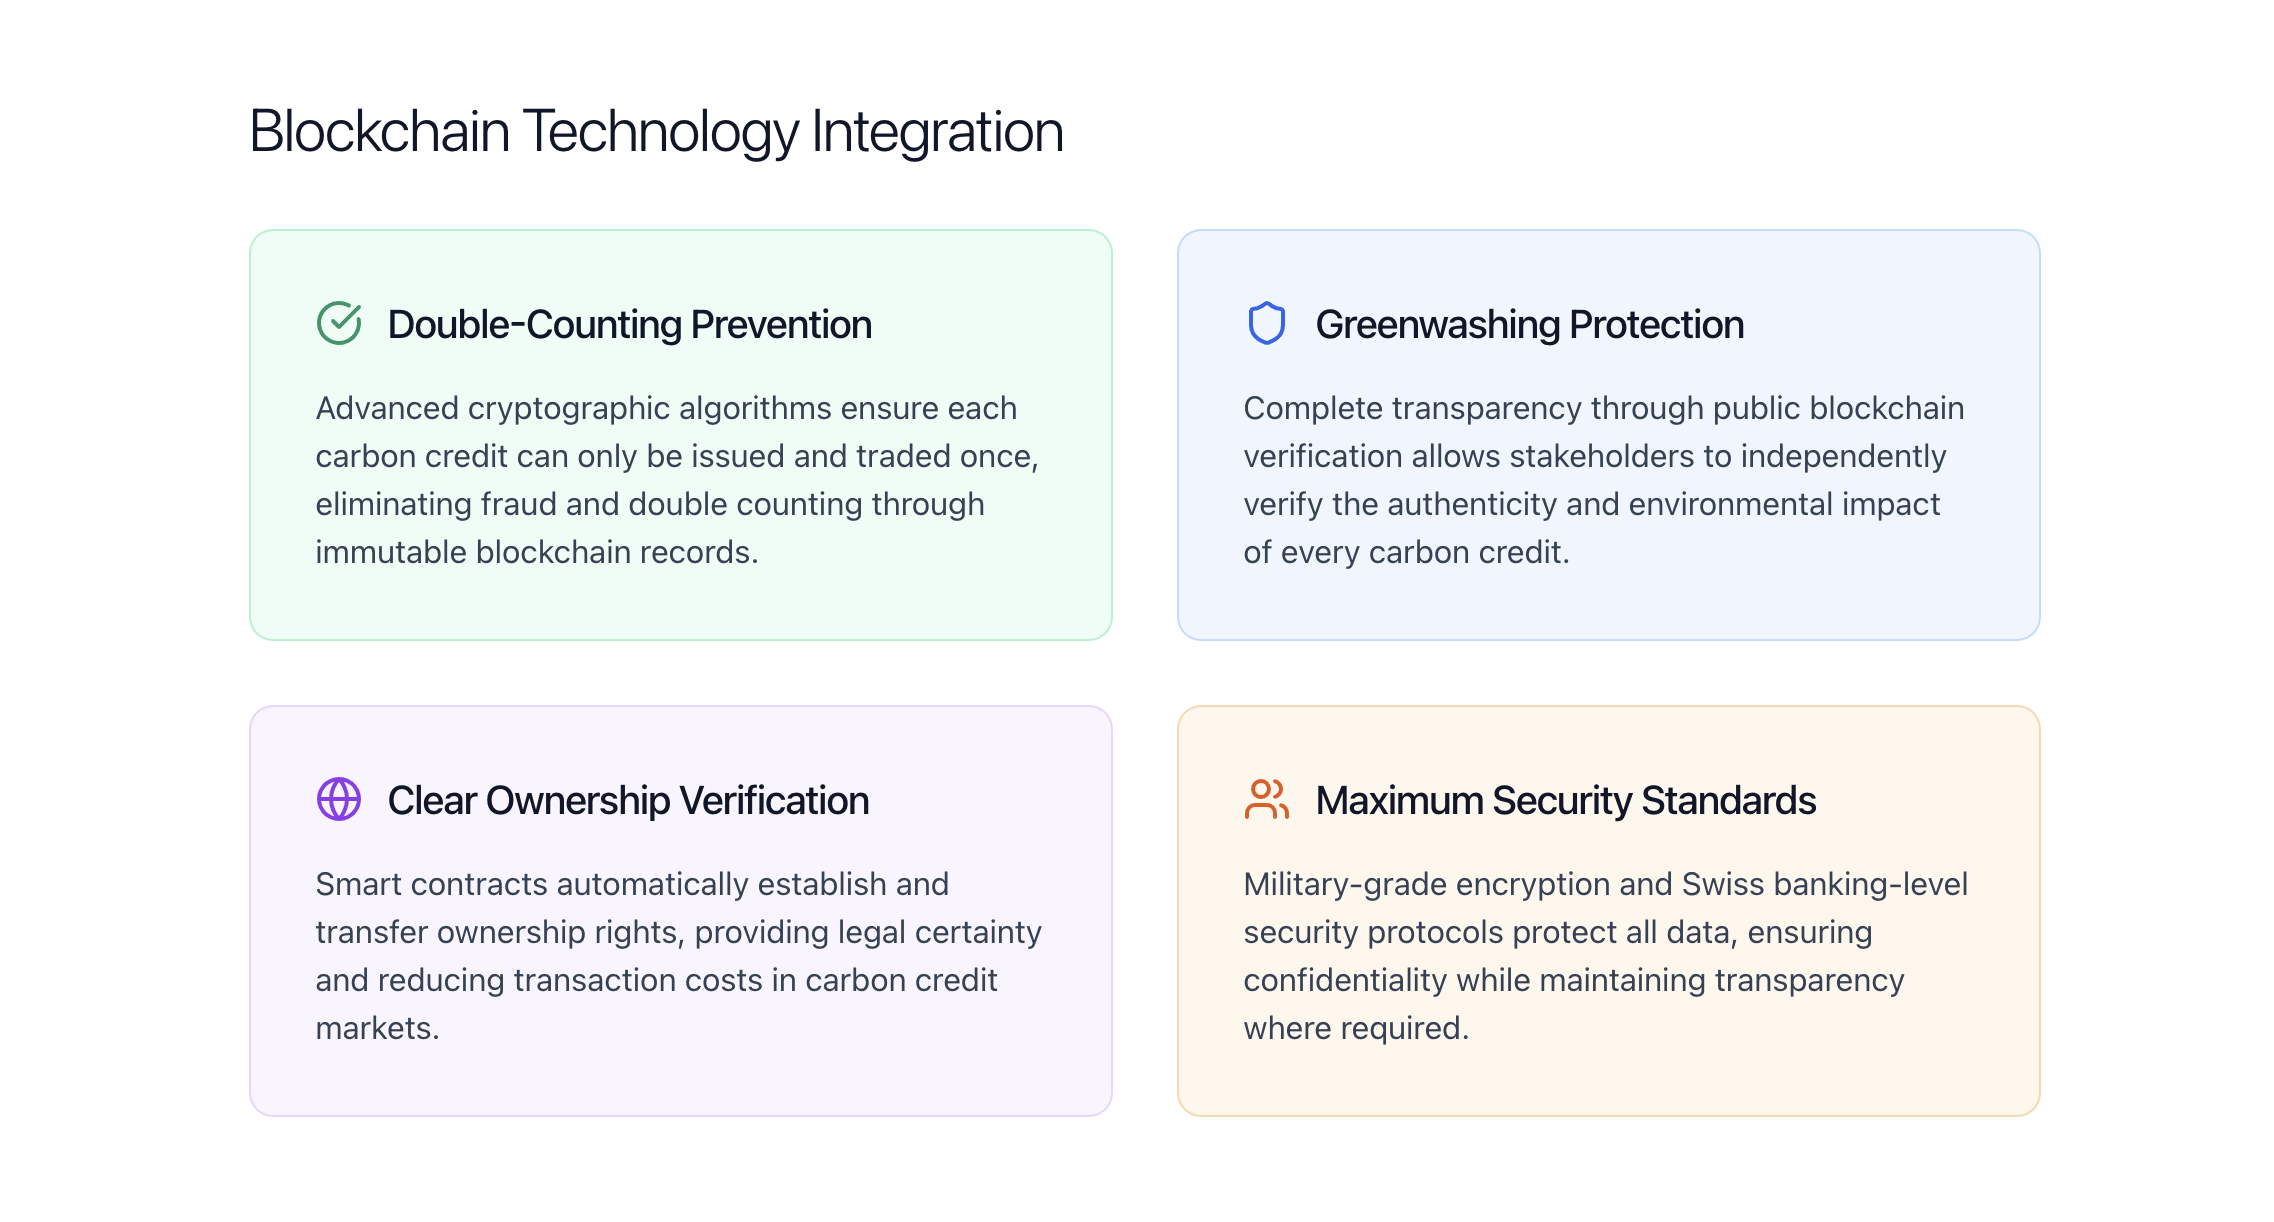 Blockchain Technology Integration
Double-Counting Prevention
Advanced cryptographic algorithms ensure each
carbon credit can only be issued and traded once,
eliminating fraud and double counting through
immutable blockchain records.
Greenwashing Protection
Complete transparency through public blockchain
verification allows stakeholders to independently
verify the authenticity and environmental impact
of every carbon credit.
Clear Ownership Verification
Smart contracts automatically establish and
transfer ownership rights, providing legal certainty
and reducing transaction costs in carbon credit
markets.
Maximum Security Standards
Military-grade encryption and Swiss banking-level
security protocols protect all data, ensuring
confidentiality while maintaining transparency
where required.